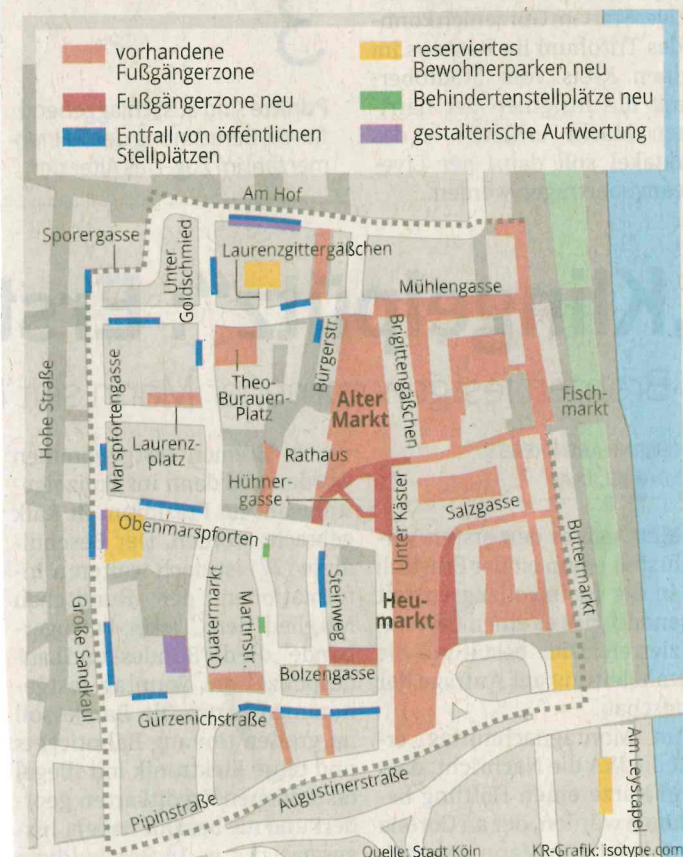 vorhandene
Fußgängerzone
Fußgängerzone neu
Entfall von öffentlichen
Stellplätzen
reserviertes
Bewohnerparken neu
Behindertenstellplätze neu
gestalterische Aufwertung
Am Hof
Sporergasse
Unter
Goldschmied
Laurenzgittergäßchen
Mühlengasse
Hohe Straße
Marspfortengasse
Bürgerstr.
Brigittengäßchen
Theo-
Burauen-
Platz
Alter
Markt
Fisch-
markt
Laurenz-
platz
Rathaus
Hühner-
gasse
Unter Käster
Salzgasse
Obenmarspforten
Buttermarkt
Große Sandkaul
Quatermarkt
Martinstr.
Steinweg
Heu-
markt
Bolzengasse
Gürzenichstraße
Pipinstraße
Augustinerstraße
Am Leystapel
Quelle: Stadt Köln
KR-Grafik: isotype.com